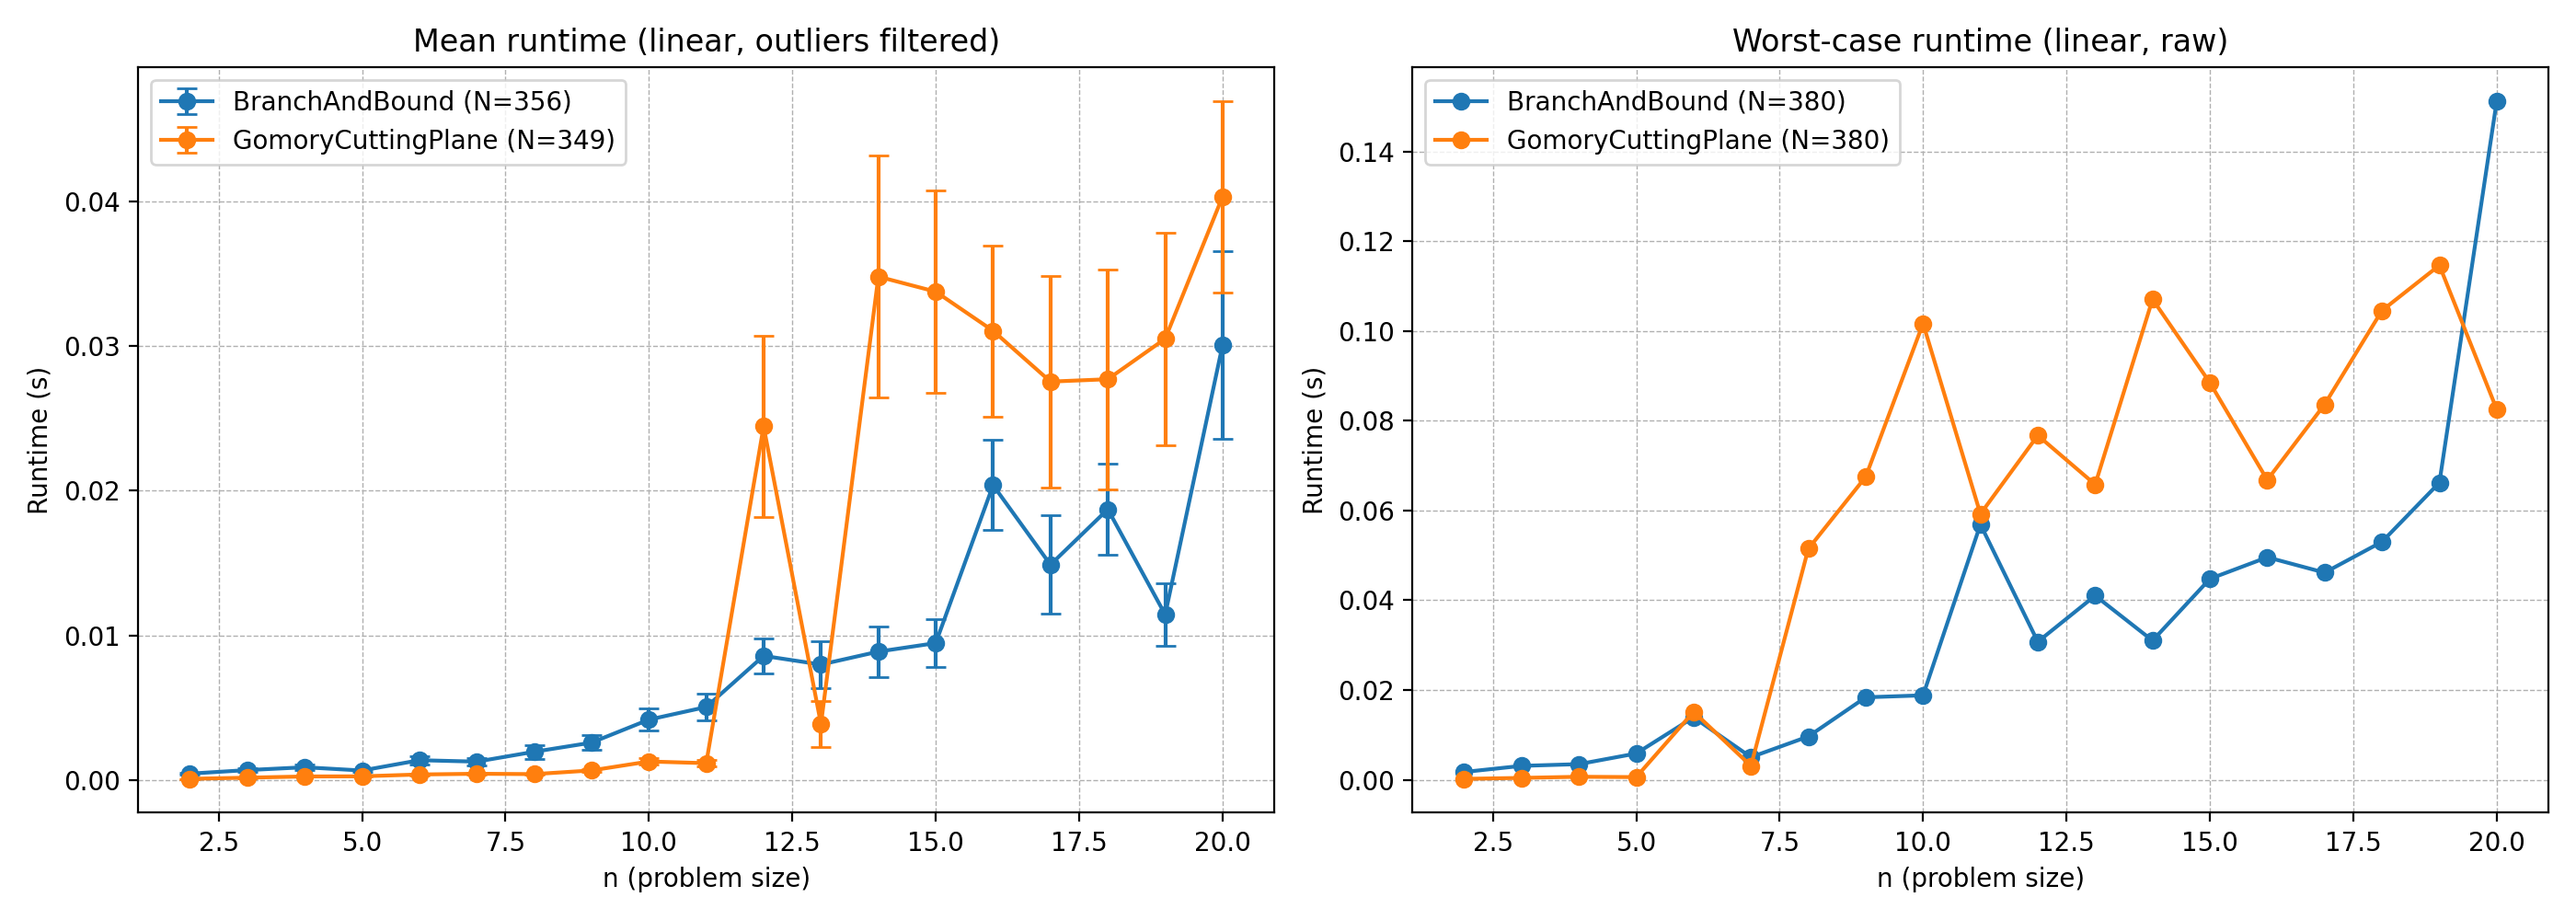 Mean runtime (linear, outliers filtered)
BranchAndBound (N=356)
GomoryCuttingPlane (N=349)
0.04
0.03
0.02
0.01
0.00
Runtime (s)
2.5 5.0 7.5 10.0 12.5 15.0 17.5 20.0
n (problem size)
Worst-case runtime (linear, raw)
BranchAndBound (N=380)
GomoryCuttingPlane (N=380)
0.14
0.12
0.10
0.08
0.06
0.04
0.02
0.00
Runtime (s)
2.5 5.0 7.5 10.0 12.5 15.0 17.5 20.0
n (problem size)